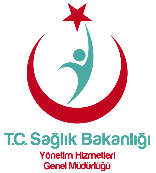 T.C. Sağlık Bakanlığı
Yönetim Hizmetleri
Genel Müdürlüğü